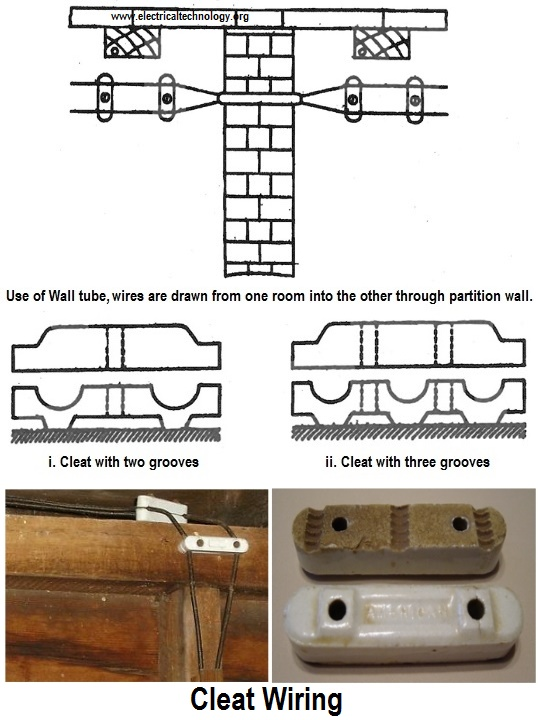 www.electricaltechnology.org
Use of Wall tube, wires are drawn from one room into the other through partition wall.
i. Cleat with two grooves
ii. Cleat with three grooves
Cleat Wiring